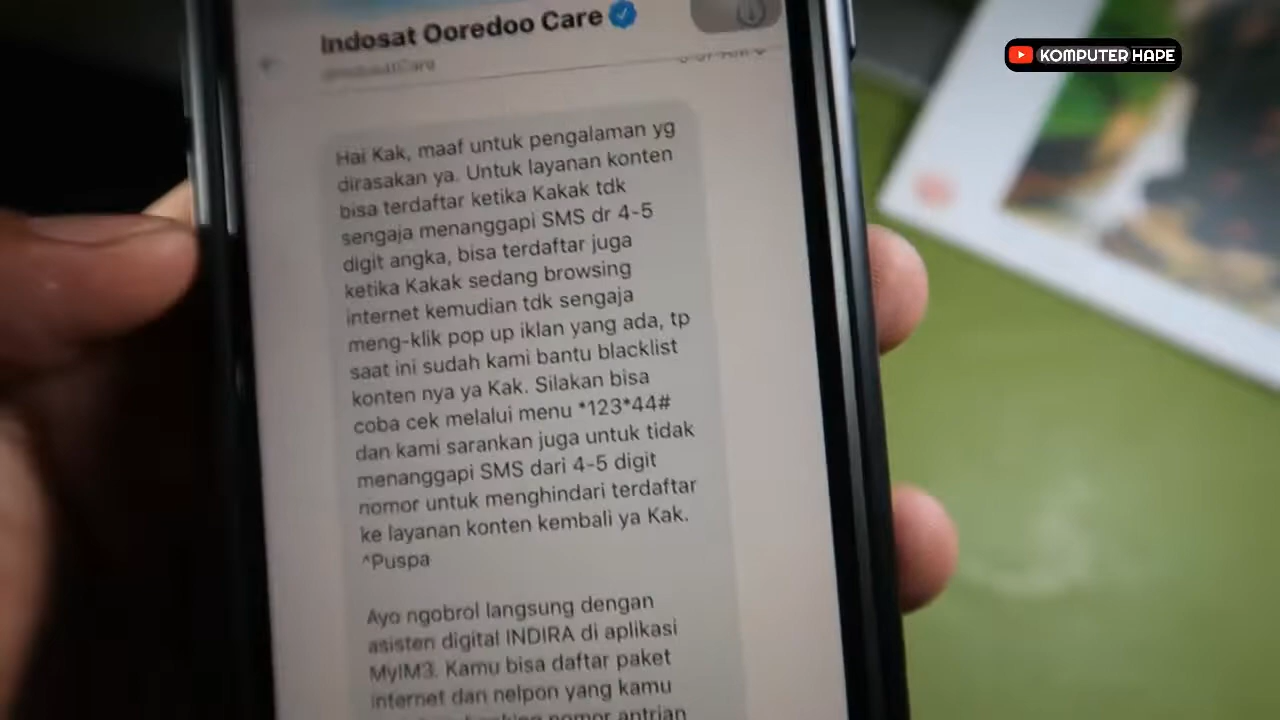 Indosat Ooredoo Care
KOMPUTER HAPE
Hai Kak, maaf untuk pengalaman yg
dirasakan ya. Untuk layanan konten
bisa terdaftar ketika Kakak tdk
sengaja menanggapi SMS dr 4-5
digit angka, bisa terdaftar juga
ketika Kakak sedang browsing
internet kemudian tdk sengaja
meng-klik pop up iklan yang ada, tp
saat ini sudah kami bantu blacklist
konten nya ya Kak. Silakan bisa
coba cek melalui menu *123*44#
dan kami sarankan juga untuk tidak
menanggapi SMS dari 4-5 digit
nomor untuk menghindari terdaftar
ke layanan konten kembali ya Kak.
^Puspa
Ayo ngobrol langsung dengan
asisten digital INDIRA di aplikasi
MyIM3. Kamu bisa daftar paket
internet dan nelpon yang kamu
nomor antrian